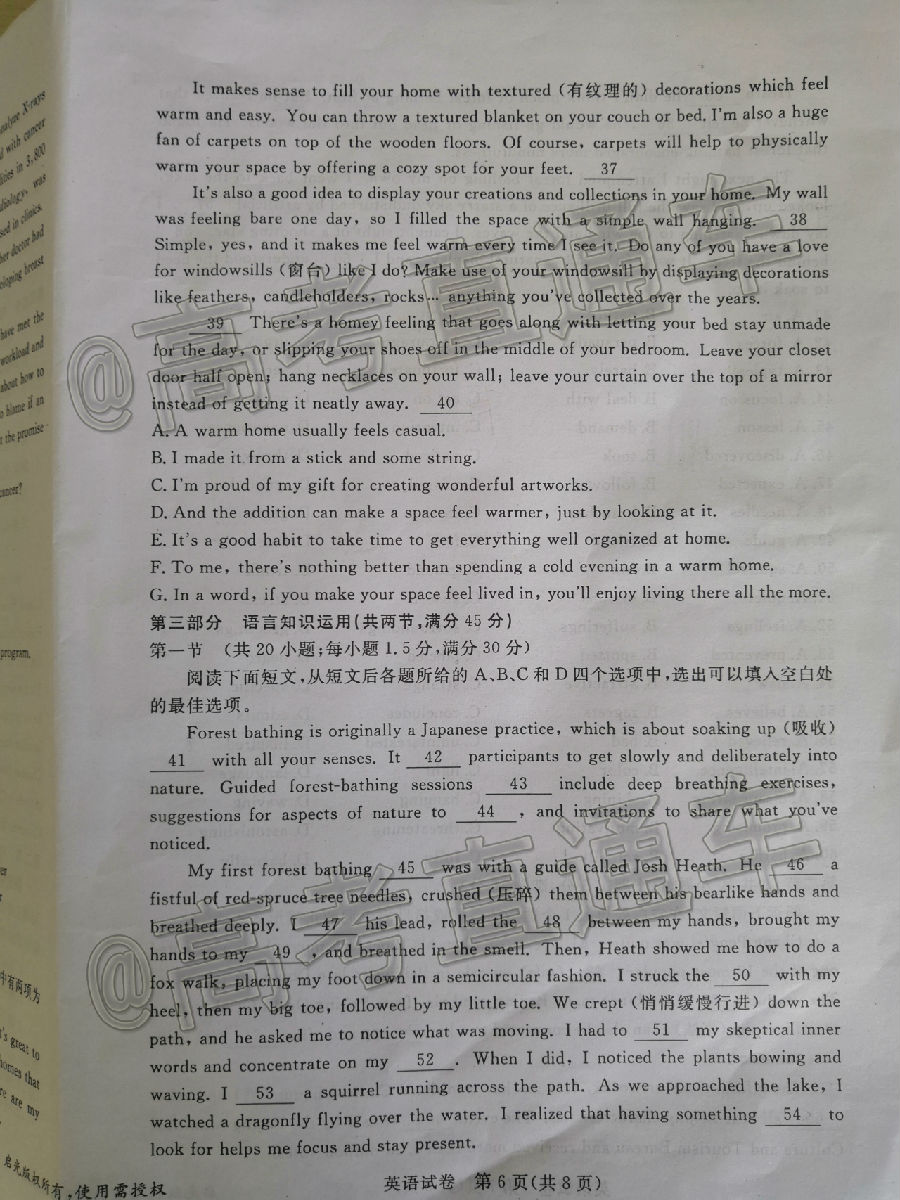 It makes sense to fill your home with textured (有纹理的) decorations which feel
warm and easy. You can throw a textured blanket on your couch or bed. I'm also a huge
fan of carpets on top of the wooden floors. Of course, carpets will help to physically
warm your space by offering a cozy spot for your feet. 37
It's also a good idea to display your creations and collections in your home. My wall
was feeling bare one day, so I filled the space with a simple wall hanging. 38
Simple, yes, and it makes me feel warm every time I see it. Do any of you have a love
for windowsills (窗台) like I do? Make use of your windowsill by displaying decorations
like feathers, candleholders, rocks… anything you've collected over the years.
39 There's a homey feeling that goes along with letting your bed stay unmade
for the day, or slipping your shoes off in the middle of your bedroom. Leave your closet
door half open; hang necklaces on your wall; leave your curtain over the top of a mirror
instead of getting it neatly away. 40
A. A warm home usually feels casual.
B. I made it from a stick and some string.
C. I'm proud of my gift for creating wonderful artworks.
D. And the addition can make a space feel warmer, just by looking at it.
E. It's a good habit to take time to get everything well organized at home.
F. To me, there's nothing better than spending a cold evening in a warm home.
G. In a word, if you make your space feel lived in, you'll enjoy living there all the more.
第三部分 语言知识运用(共两节,满分 45 分)
第一节 (共 20 小题;每小题 1.5 分,满分 30 分)
阅读下面短文,从短文后各题所给的 A、B、C 和 D 四个选项中,选出可以填入空白处
的最佳选项。
Forest bathing is originally a Japanese practice, which is about soaking up (吸收)
41 with all your senses. It 42 participants to get slowly and deliberately into
nature. Guided forest-bathing sessions 43 include deep breathing exercises,
suggestions for aspects of nature to 44 , and invitations to share what you've
noticed.
My first forest bathing 45 was with a guide called Josh Heath. He 46 a
fistful of red-spruce tree needles, crushed (压碎) them between his bearlike hands and
breathed deeply. I 47 his lead, rolled the 48 between my hands, brought my
hands to my 49 , and breathed in the smell. Then, Heath showed me how to do a
fox walk, placing my foot down in a semicircular fashion. I struck the 50 with my
heel, then my big toe, followed by my little toe. We crept (悄悄缓慢行进) down the
path, and he asked me to notice what was moving. I had to 51 my skeptical inner
words and concentrate on my 52 . When I did, I noticed the plants bowing and
waving. I 53 a squirrel running across the path. As we approached the lake, I
watched a dragonfly flying over the water. I realized that having something 54 to
look for helps me focus and stay present.
英语试卷 第 6 页(共 8 页)
启光版权所有,使用需授权
@高考直通车
@高考直通车